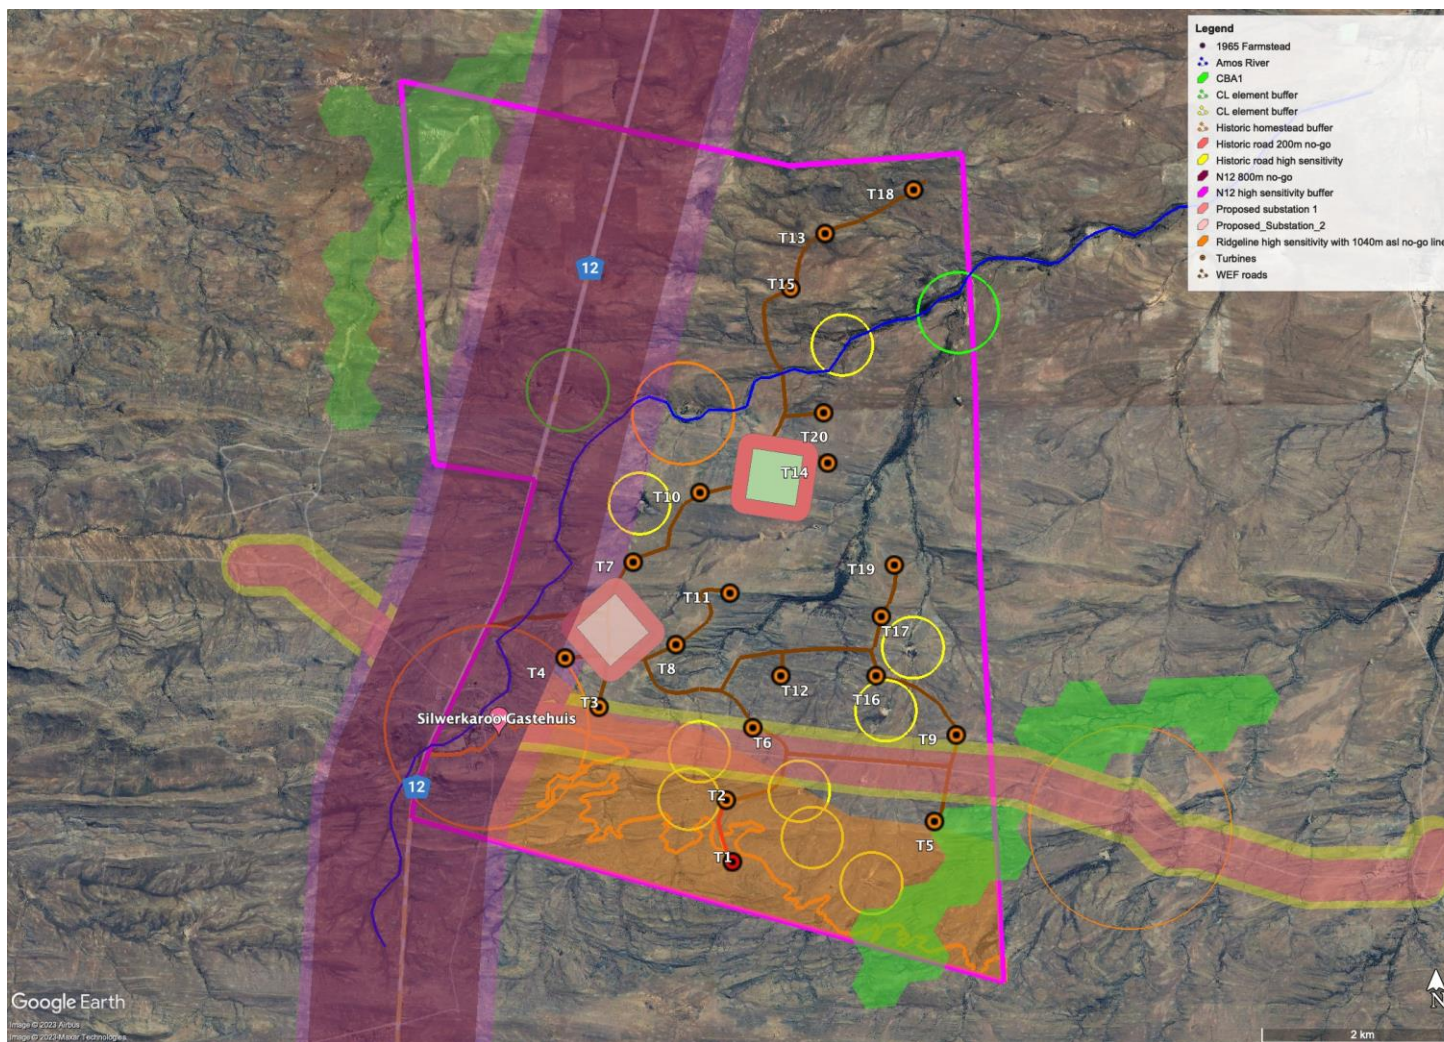 Legend
1965 Farmstead
Amos River
CBA1
CL element buffer
CL element buffer
Historic homestead buffer
Historic road 200m no-go
Historic road high sensitivity
N12 800m no-go
N12 high sensitivity buffer
Proposed substation 1
Proposed_Substation_2
Ridgeline high sensitivity with 1040m asl no-go line
Turbines
WEF roads
T18
T13
12
T15
T20
T14
T10
T7
T19
T11
T17
T4
T8
T12
T16
T3
Silwerkaroo Gastehuis
T6
T9
12
T2
T5
T1
Google Earth
Image © 2023 Airbus
Image © 2023 Maxar Technologies
N
2 km